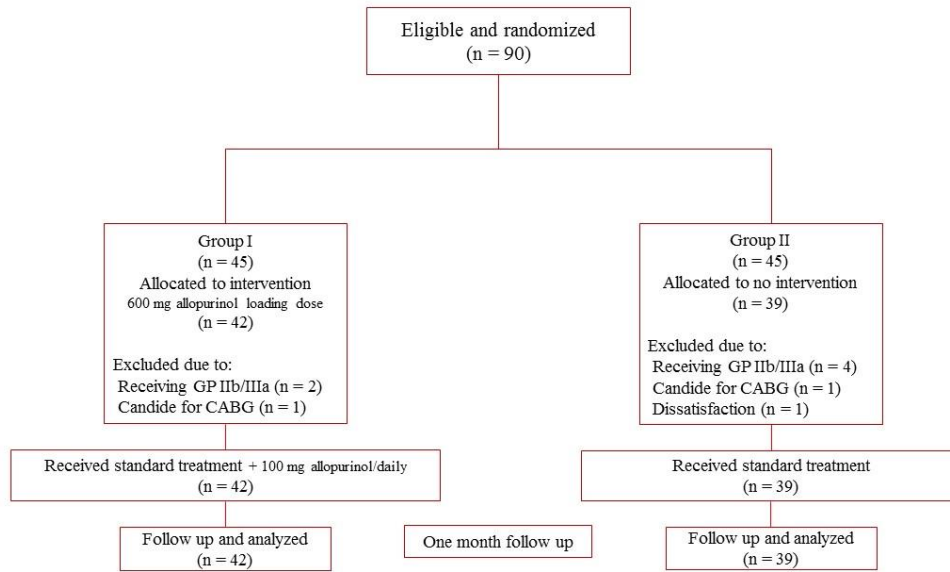 Eligible and randomized
(n = 90)
Group I
(n = 45)
Allocated to intervention
600 mg allopurinol loading dose
(n = 42)
Excluded due to:
Receiving GP IIb/IIIa (n = 2)
Candide for CABG (n = 1)
Group II
(n = 45)
Allocated to no intervention
(n = 39)
Excluded due to:
Receiving GP IIb/IIIa (n = 4)
Candide for CABG (n = 1)
Dissatisfaction (n = 1)
Received standard treatment + 100 mg allopurinol/daily
(n = 42)
Received standard treatment
(n = 39)
Follow up and analyzed
(n = 42)
One month follow up
Follow up and analyzed
(n = 39)